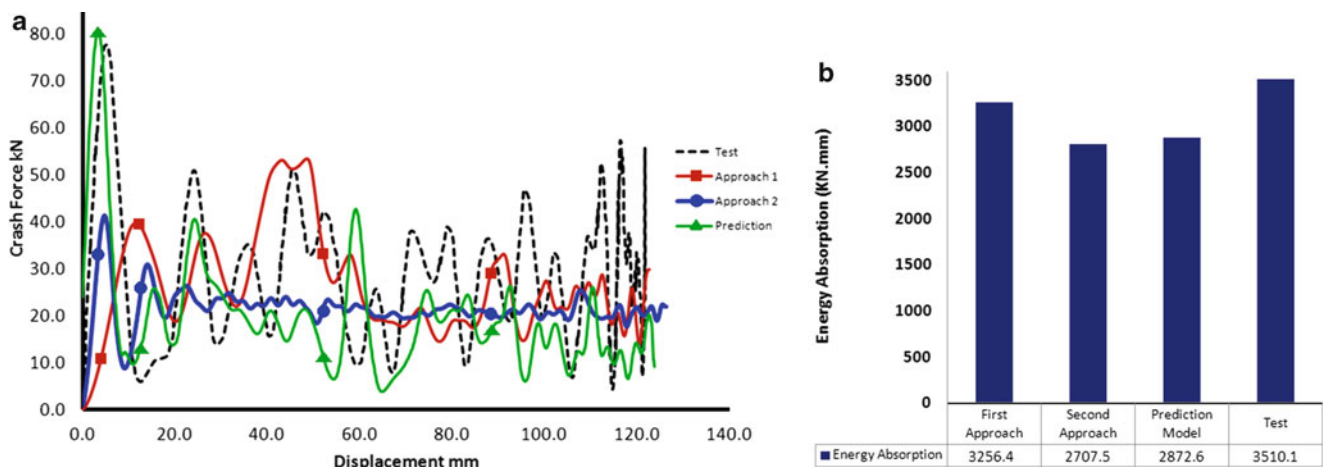 a
80.0
70.0
60.0
50.0
40.0
30.0
20.0
10.0
0.0
Crash Force kN
0.0 20.0 40.0 60.0 80.0 100.0 120.0 140.0
Displacement mm
Test
Approach 1
Approach 2
Prediction
b
3500
3000
2500
2000
1500
1000
500
0
Energy Absorption (KN.mm)
First Approach
Second Approach
Prediction Model
Test
Energy Absorption 3256.4 2707.5 2872.6 3510.1